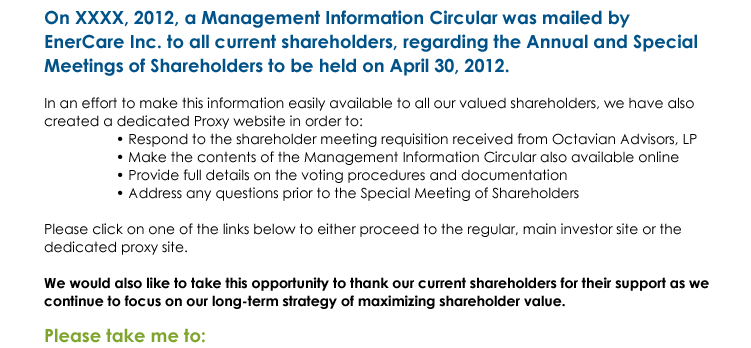 On XXXX, 2012, a Management Information Circular was mailed by
EnerCare Inc. to all current shareholders, regarding the Annual and Special
Meetings of Shareholders to be held on April 30, 2012.
In an effort to make this information easily available to all our valued shareholders, we have also
created a dedicated Proxy website in order to:
• Respond to the shareholder meeting requisition received from Octavian Advisors, LP
• Make the contents of the Management Information Circular also available online
• Provide full details on the voting procedures and documentation
• Address any questions prior to the Special Meeting of Shareholders
Please click on one of the links below to either proceed to the regular, main investor site or the
dedicated proxy site.
We would also like to take this opportunity to thank our current shareholders for their support as we
continue to focus on our long-term strategy of maximizing shareholder value.
Please take me to: